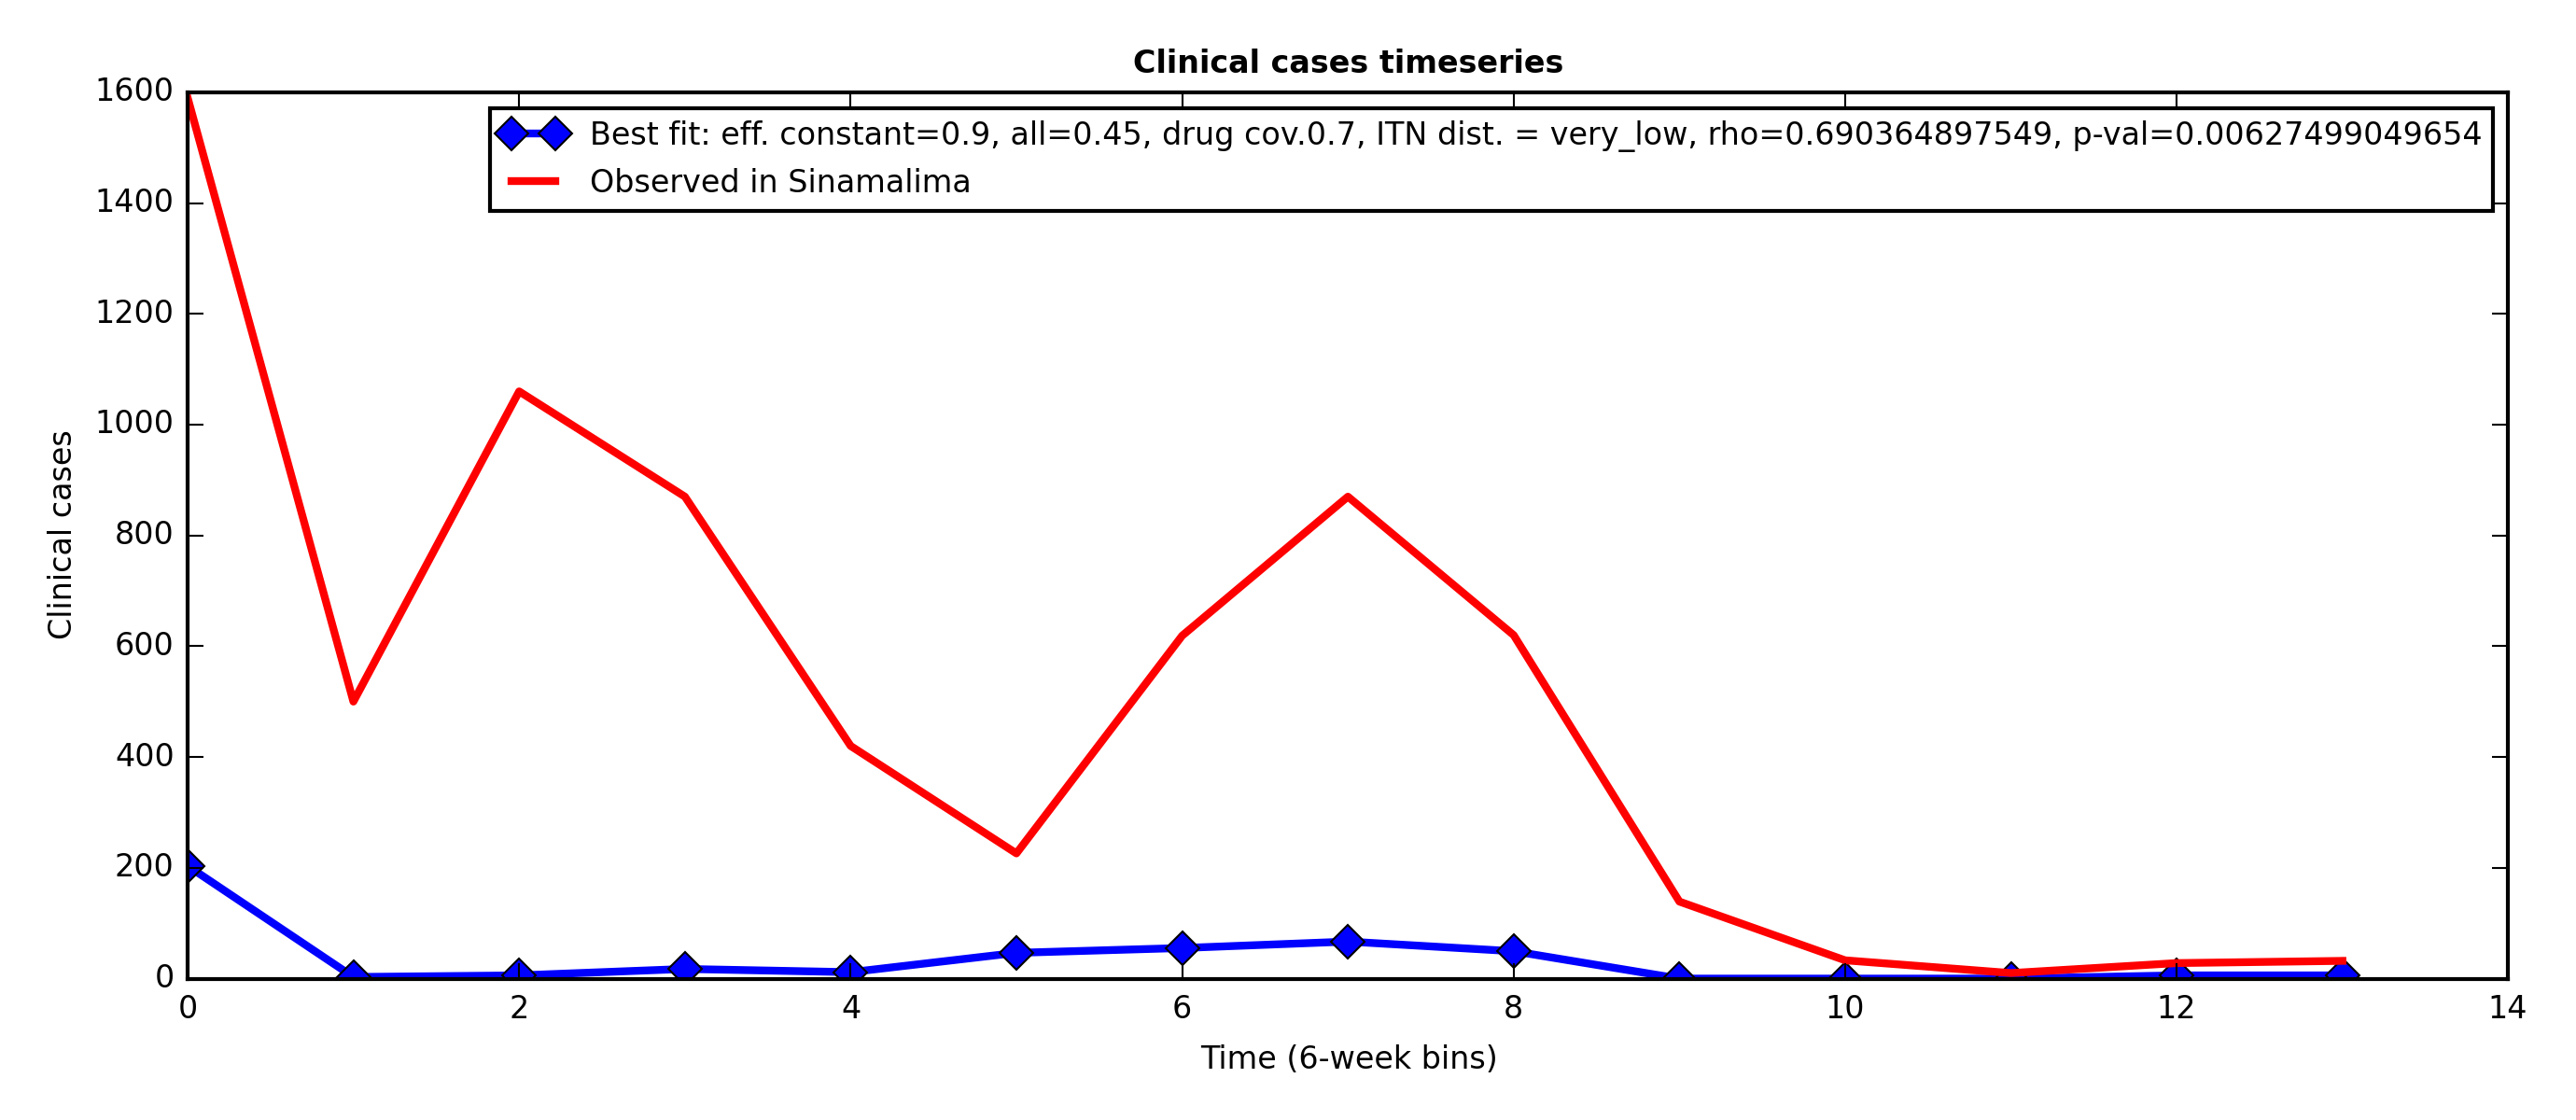 Clinical cases timeseries
Best fit: eff. constant=0.9, all=0.45, drug cov.0.7, ITN dist. = very_low, rho=0.690364897549, p-val=0.00627499049654
Observed in Sinamalima
1600
1400
1200
1000
800
600
400
200
0
Clinical cases
0 2 4 6 8 10 12 14
Time (6-week bins)